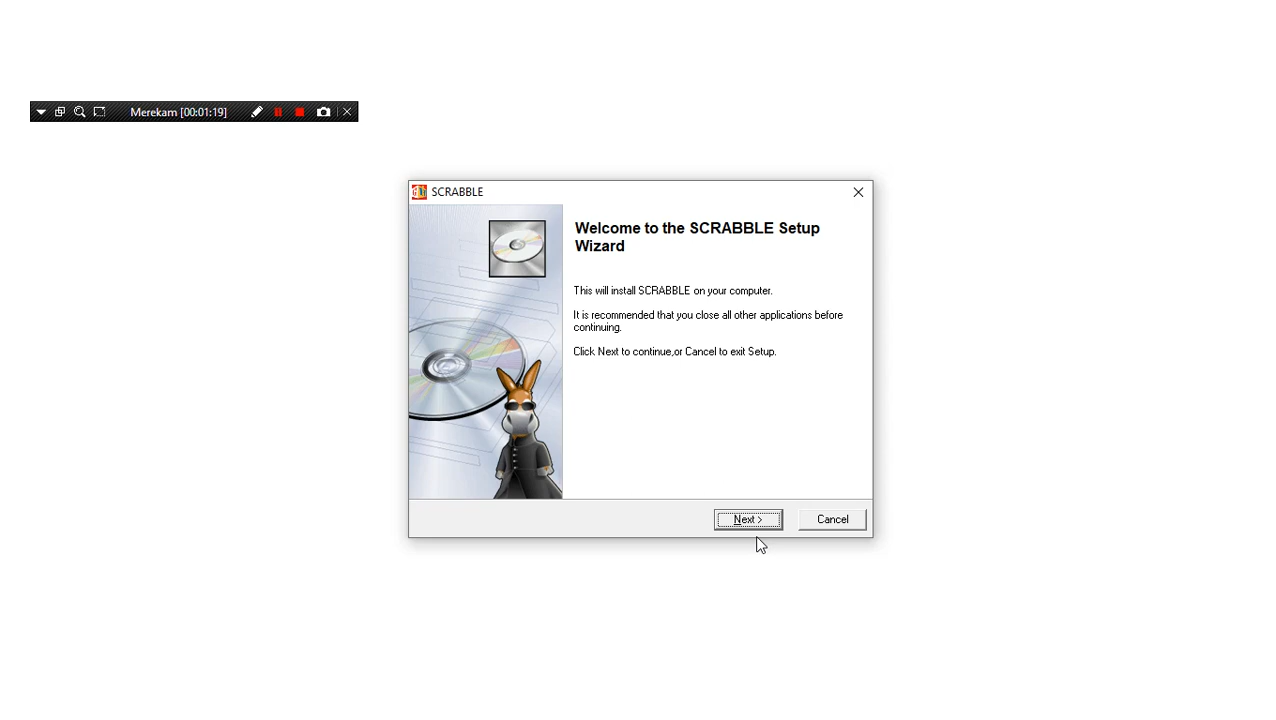 Merekam [00:01:19]
SCRABBLE
Welcome to the SCRABBLE Setup
Wizard
This will install SCRABBLE on your computer.
It is recommended that you close all other applications before
continuing.
Click Next to continue,or Cancel to exit Setup.
Next >
Cancel